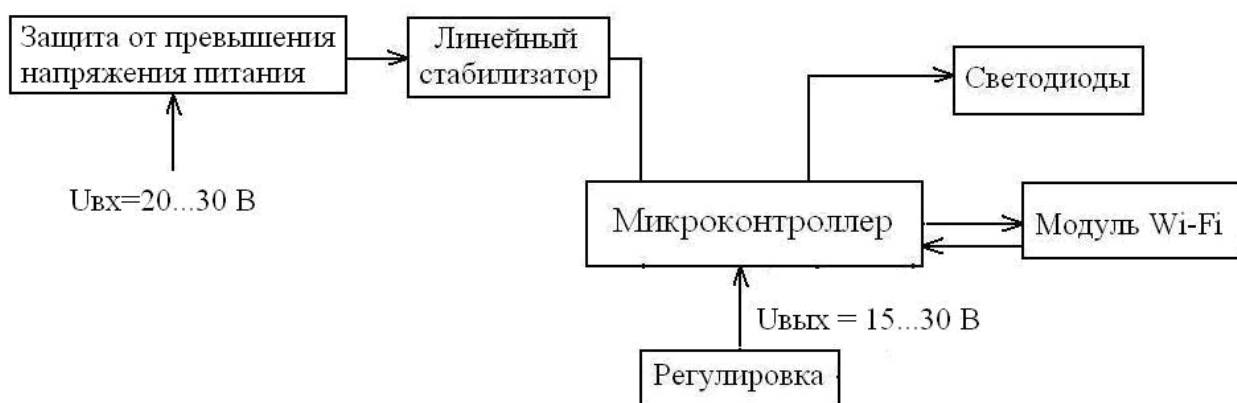 Защита от превышения
напряжения питания
Линейный
стабилизатор
Светодиоды
Uвх=20...30 В
Микроконтроллер
Модуль Wi-Fi
Uвых = 15...30 В
Регулировка